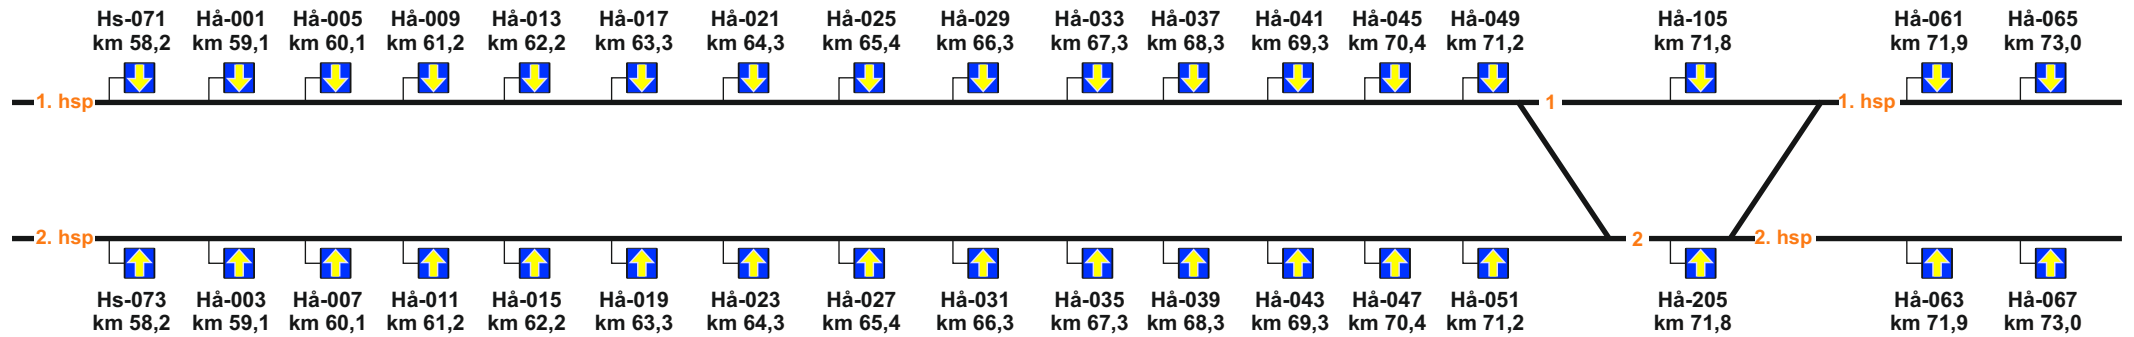 Hs-071 Hå-001 Hå-005 Hå-009 Hå-013 Hå-017 Hå-021 Hå-025 Hå-029 Hå-033 Hå-037 Hå-041 Hå-045 Hå-049 Hå-105 Hå-061 Hå-065
km 58,2 km 59,1 km 60,1 km 61,2 km 62,2 km 63,3 km 64,3 km 65,4 km 66,3 km 67,3 km 68,3 km 69,3 km 70,4 km 71,2 km 71,8 km 71,9 km 73,0
1. hsp 1 1. hsp
2. hsp 2 2. hsp
Hs-073 Hå-003 Hå-007 Hå-011 Hå-015 Hå-019 Hå-023 Hå-027 Hå-031 Hå-035 Hå-039 Hå-043 Hå-047 Hå-051 Hå-205 Hå-063 Hå-067
km 58,2 km 59,1 km 60,1 km 61,2 km 62,2 km 63,3 km 64,3 km 65,4 km 66,3 km 67,3 km 68,3 km 69,3 km 70,4 km 71,2 km 71,8 km 71,9 km 73,0